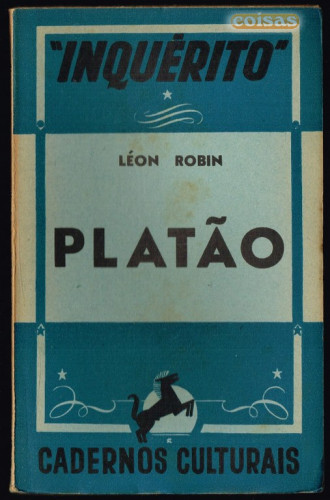 coisas
"INQUÉRITO"
LÉON ROBIN
PLATÃO
CADERNOS CULTURAIS